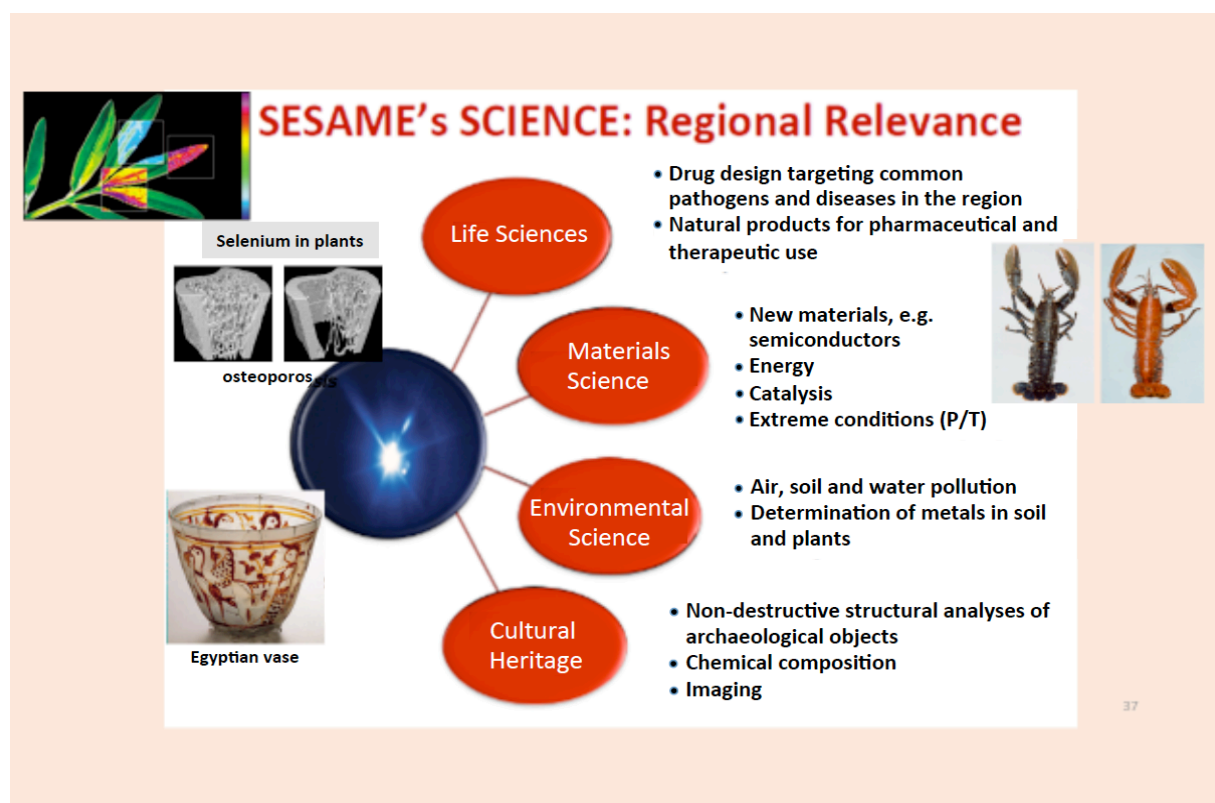 SESAME's SCIENCE: Regional Relevance
Selenium in plants
osteoporosis
Egyptian vase
Life Sciences
• Drug design targeting common
pathogens and diseases in the region
• Natural products for pharmaceutical and
therapeutic use
Materials
Science
• New materials, e.g.
semiconductors
• Energy
• Catalysis
• Extreme conditions (P/T)
Environmental
Science
• Air, soil and water pollution
• Determination of metals in soil
and plants
Cultural
Heritage
• Non-destructive structural analyses of
archaeological objects
• Chemical composition
• Imaging
37